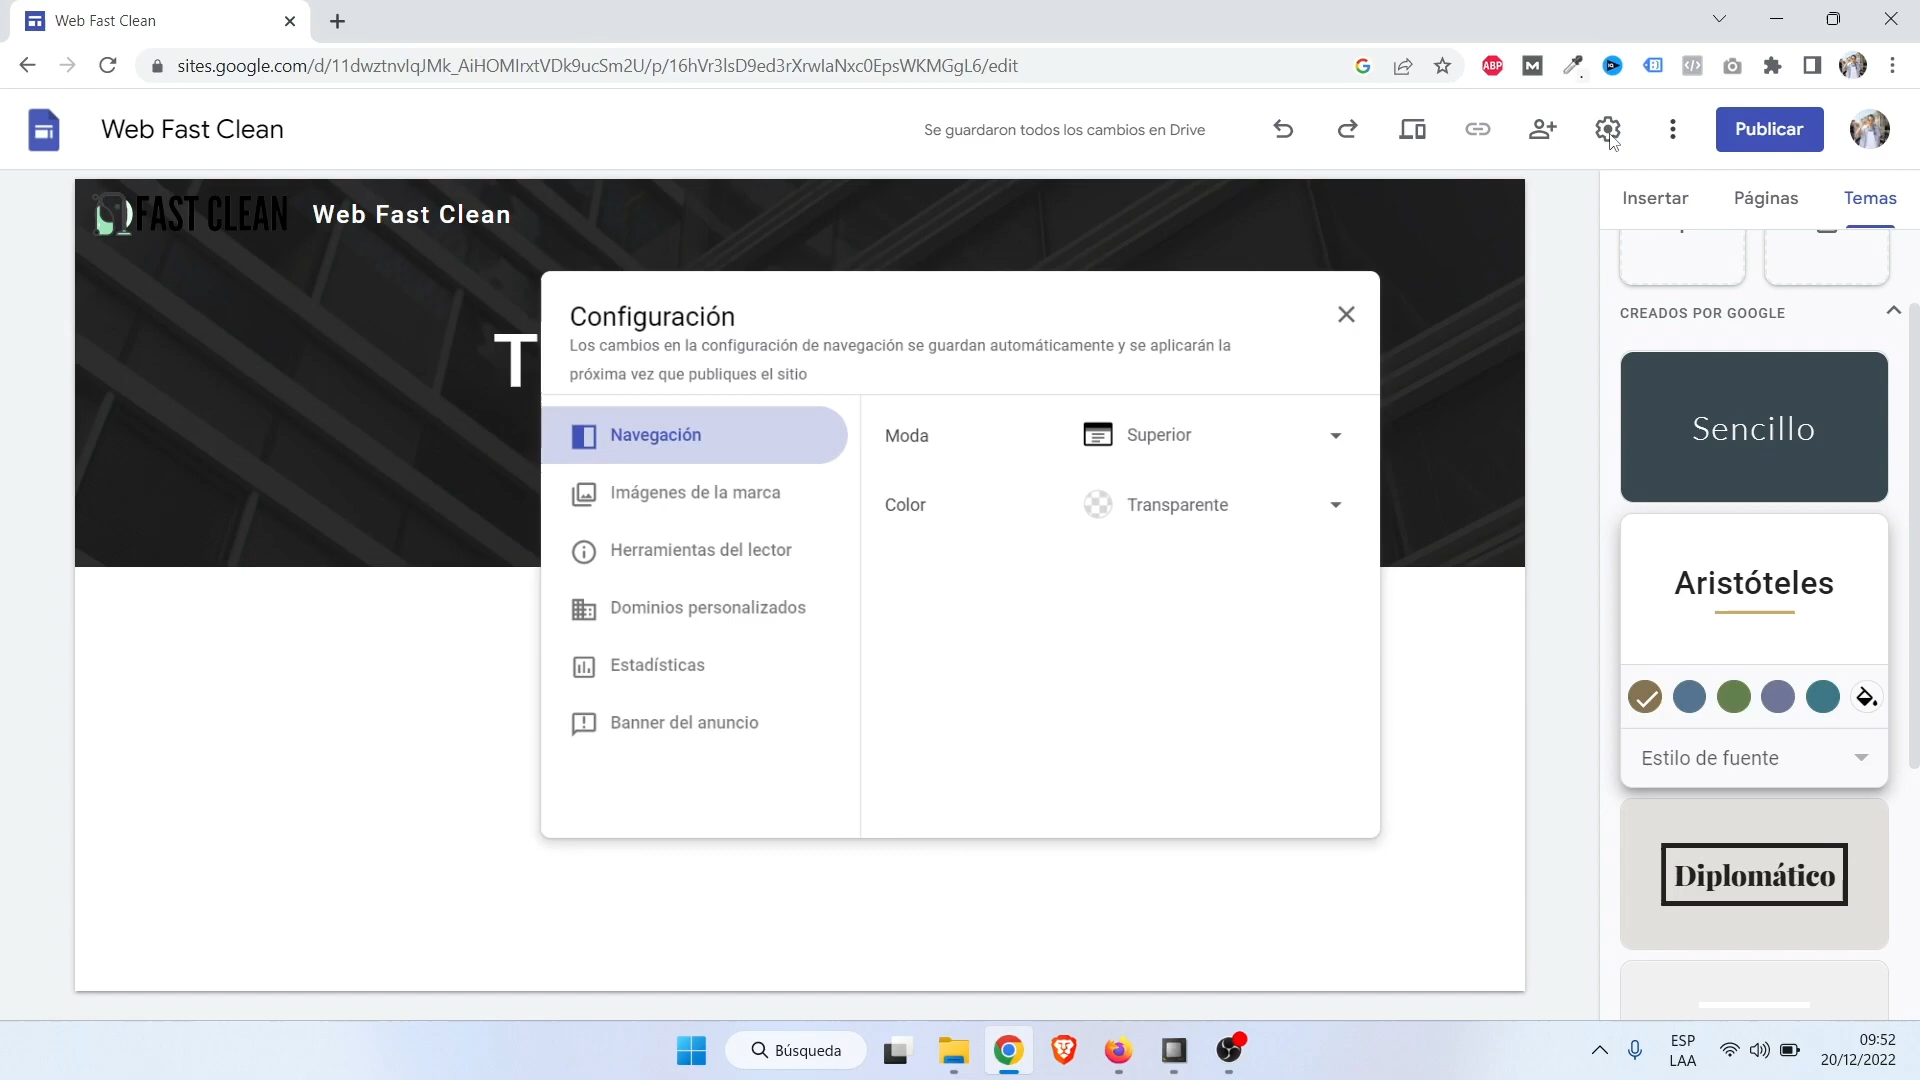 Web Fast Clean
sites.google.com/d/11dwztnvlqJMk_AiHOMIrxtVDk9ucSm2U/p/16hVr3lsD9ed3rXrwlaNxc0EpsWKMGgL6/edit
ABP
Web Fast Clean
Se guardaron todos los cambios en Drive
Publicar
FAST CLEAN
Web Fast Clean
T
Insertar
Páginas
Temas
CREADOS POR GOOGLE
Sencillo
Aristóteles
Estilo de fuente
Diplomático
Configuración
Los cambios en la configuración de navegación se guardan automáticamente y se aplicarán la
próxima vez que publiques el sitio
Navegación
Imágenes de la marca
Herramientas del lector
Dominios personalizados
Estadísticas
Banner del anuncio
Moda
Superior
Color
Transparente
Búsqueda
ESP
LAA
09:52
20/12/2022